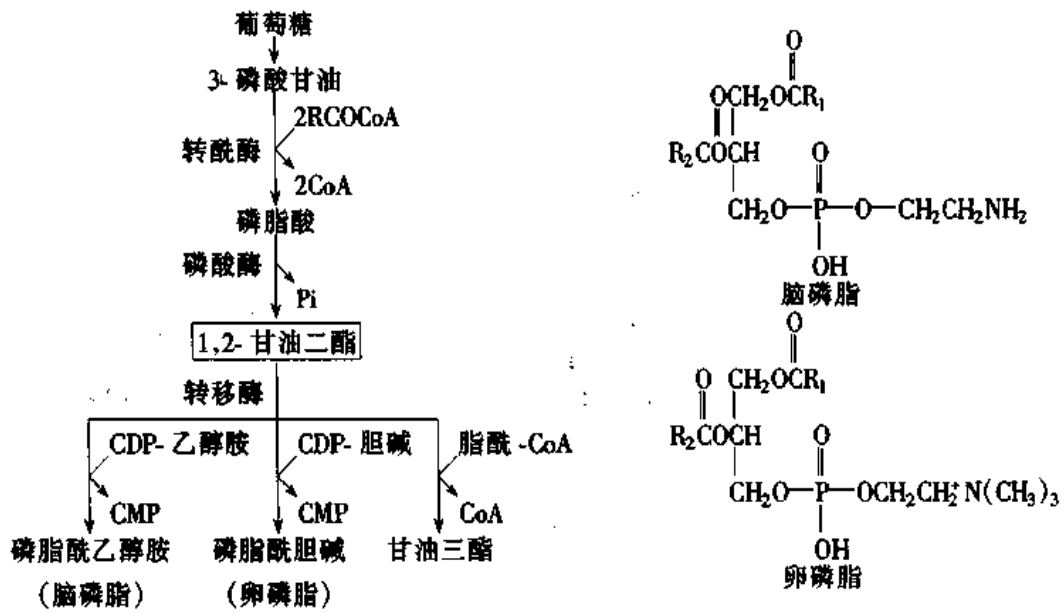 葡萄糖
3-磷酸甘油
2RCOCoA
转酰酶
2CoA
磷脂酸
磷酸酶
Pi
1,2-甘油二酯
转移酶
CDP-乙醇胺
CDP-胆碱
脂酰-CoA
CMP
CMP
CoA
磷脂酰乙醇胺
磷脂酰胆碱
甘油三酯
(脑磷脂)
(卵磷脂)
O
OCH₂OCR₁
R₂COCH
O
CH₂O—P—O—CH₂CH₂NH₂
OH
脑磷脂
O
O CH₂OCR₁
R₂COCH
O
CH₂O—P—OCH₂CH₂⁺N(CH₃)₃
OH
卵磷脂